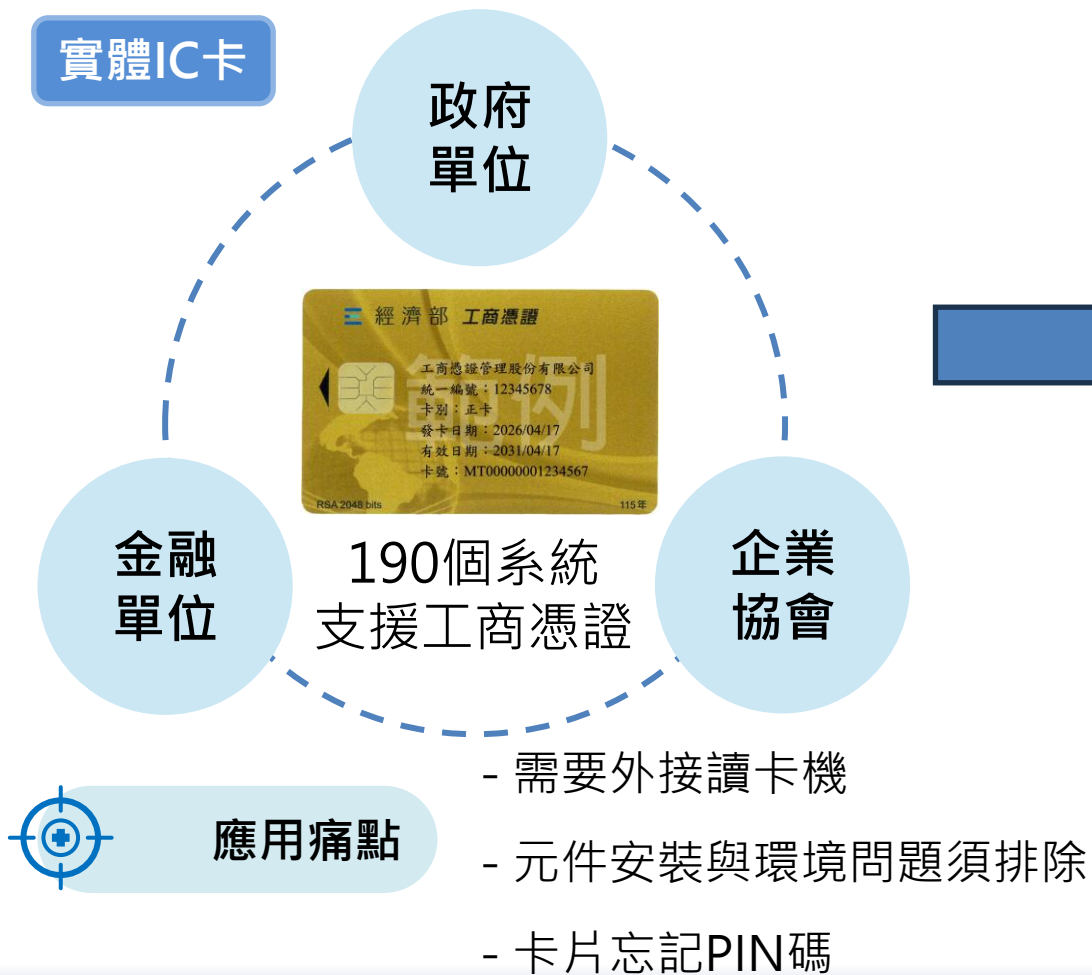 實體IC卡
政府
單位
經濟部 工商憑證
範例
工商憑證管理股份有限公司
統一編號：12345678
卡別：正卡
發卡日期：2026/04/17
有效日期：2031/04/17
卡號：MT00000001234567
RSA 2048 bits
115年
金融
單位
190個系統
支援工商憑證
企業
協會
應用痛點
- 需要外接讀卡機
- 元件安裝與環境問題須排除
- 卡片忘記PIN碼